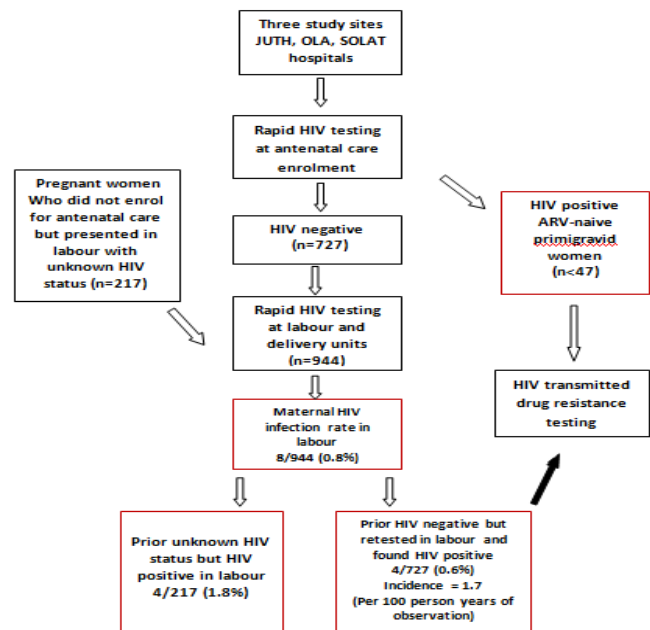 Three study sites
JUTH, OLA, SOLAT
hospitals
Rapid HIV testing
at antenatal care
enrolment
Pregnant women
Who did not enrol
for antenatal care
but presented in
labour with
unknown HIV
status (n=217)
HIV negative
(n=727)
HIV positive
ARV-naive
primigravid
women
(n<47)
Rapid HIV testing
at labour and
delivery units
(n=944)
HIV transmitted
drug resistance
testing
Maternal HIV
infection rate in
labour
8/944 (0.8%)
Prior unknown HIV
status but HIV
positive in labour
4/217 (1.8%)
Prior HIV negative but
retested in labour and
found HIV positive
4/727 (0.6%)
Incidence = 1.7
(Per 100 person years of
observation)